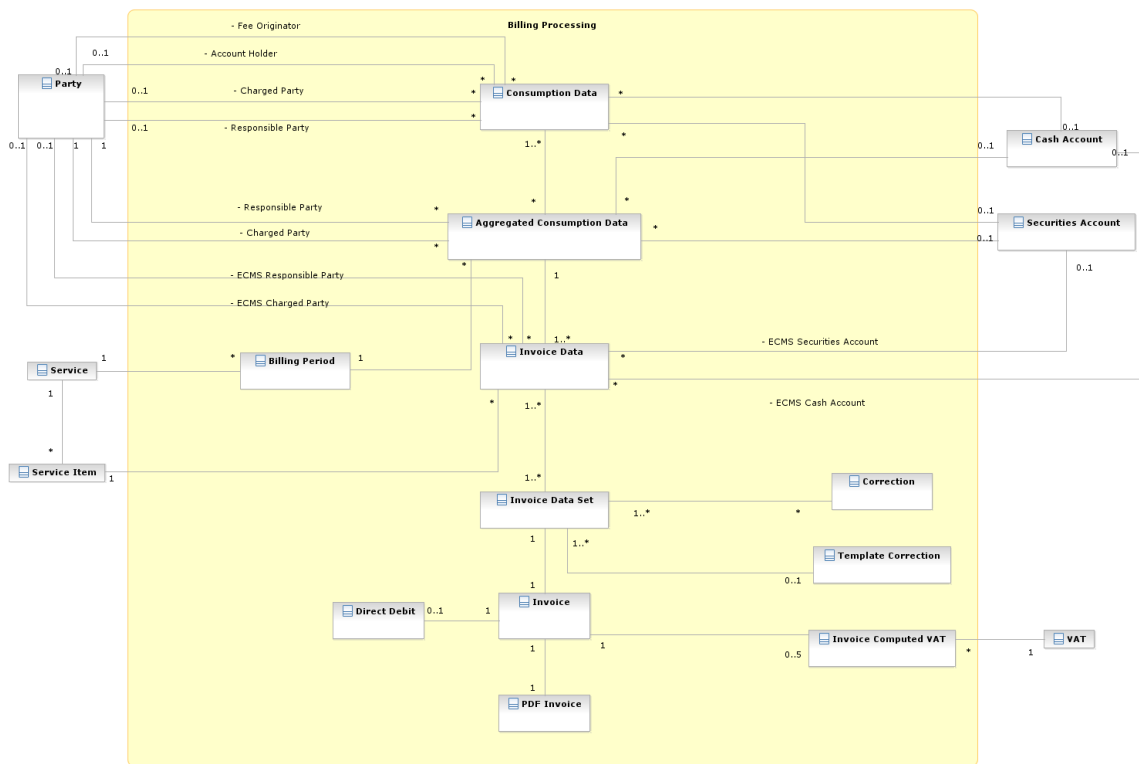 Billing Processing
- Fee Originator
0..1
- Account Holder
0..1
Party
*
*
0..1
- Charged Party
*
Consumption Data
*
*
0..1
- Responsible Party
0..1
*
1..*
Cash Account
0..1
0..1
0..1
1
1
0..1
- Responsible Party
*
*
*
0..1
- Charged Party
*
Aggregated Consumption Data
*
0..1
Securities Account
*
1
0..1
- ECMS Responsible Party
- ECMS Charged Party
*
*
1..*
- ECMS Securities Account
Service
1
*
Billing Period
1
Invoice Data
*
*
1
*
1..*
- ECMS Cash Account
*
Service Item
1
1..*
Correction
Invoice Data Set
1..*
*
1
1..*
Template Correction
0..1
1
Direct Debit
0..1
1
Invoice
1
1
0..5
Invoice Computed VAT
*
1
VAT
1
PDF Invoice